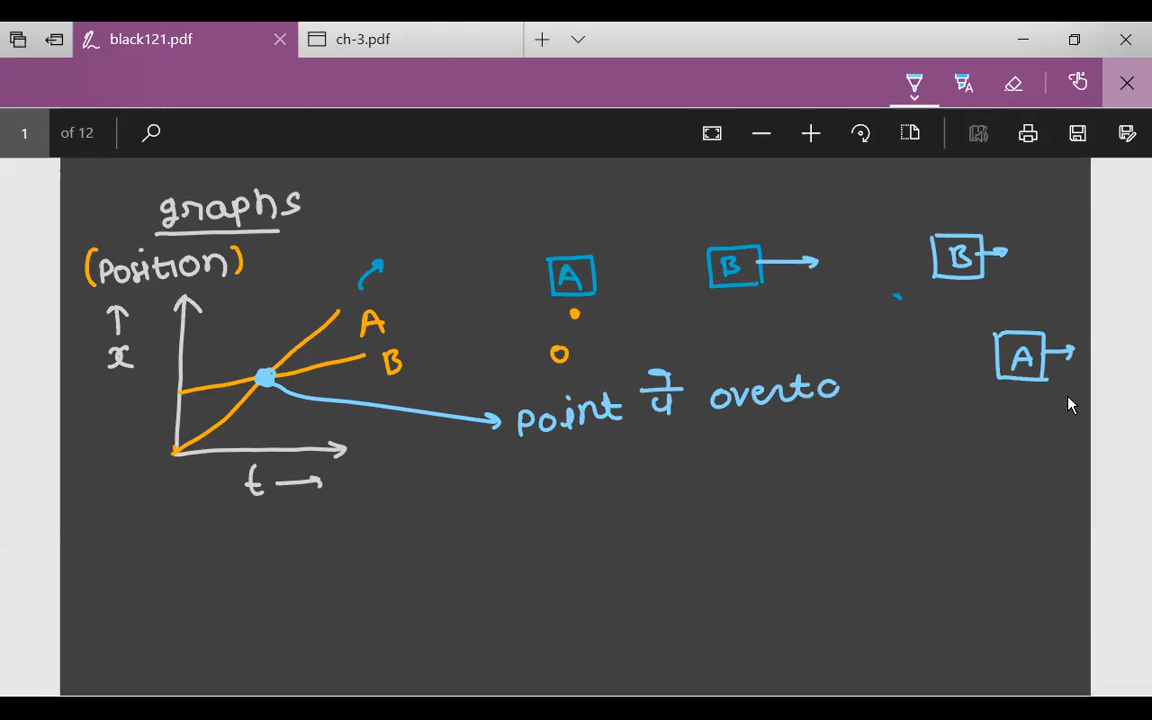 black121.pdf
ch-3.pdf
1 of 12
graphs
(Position)
x
A
B
t
A
B
B
A
point overto